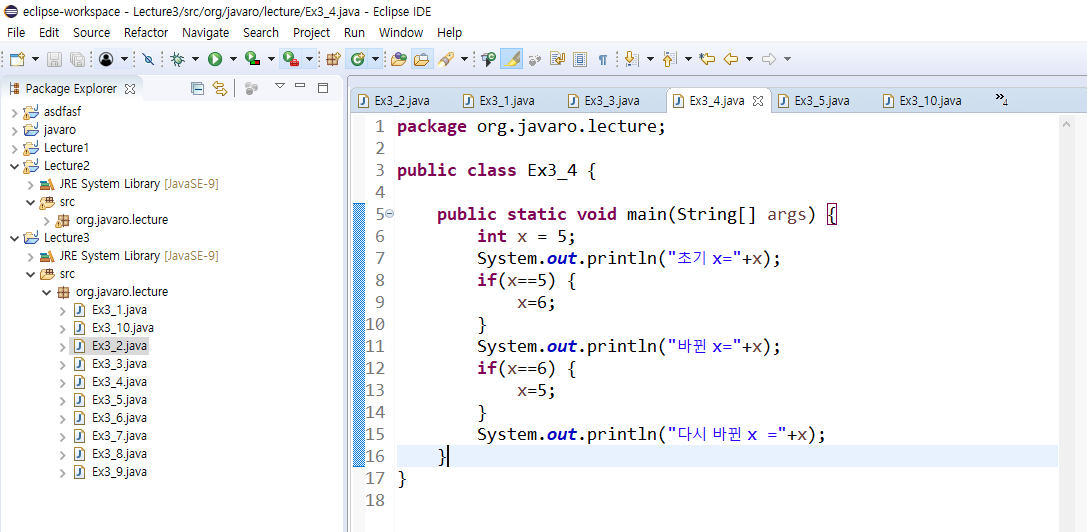 eclipse-workspace - Lecture3/src/org/javaro/lecture/Ex3_4.java - Eclipse IDE
File Edit Source Refactor Navigate Search Project Run Window Help
Package Explorer
asdfasf
javaro
Lecture1
Lecture2
JRE System Library [JavaSE-9]
src
org.javaro.lecture
Lecture3
JRE System Library [JavaSE-9]
src
org.javaro.lecture
Ex3_1.java
Ex3_10.java
Ex3_2.java
Ex3_3.java
Ex3_4.java
Ex3_5.java
Ex3_6.java
Ex3_7.java
Ex3_8.java
Ex3_9.java
Ex3_2.java Ex3_1.java Ex3_3.java Ex3_4.java Ex3_5.java Ex3_10.java »4
1 package org.javaro.lecture;
2
3 public class Ex3_4 {
4
5 public static void main(String[] args) {
6 int x = 5;
7 System.out.println("초기 x="+x);
8 if(x==5) {
9 x=6;
10 }
11 System.out.println("바뀐 x="+x);
12 if(x==6) {
13 x=5;
14 }
15 System.out.println("다시 바뀐 x ="+x);
16 }
17 }
18